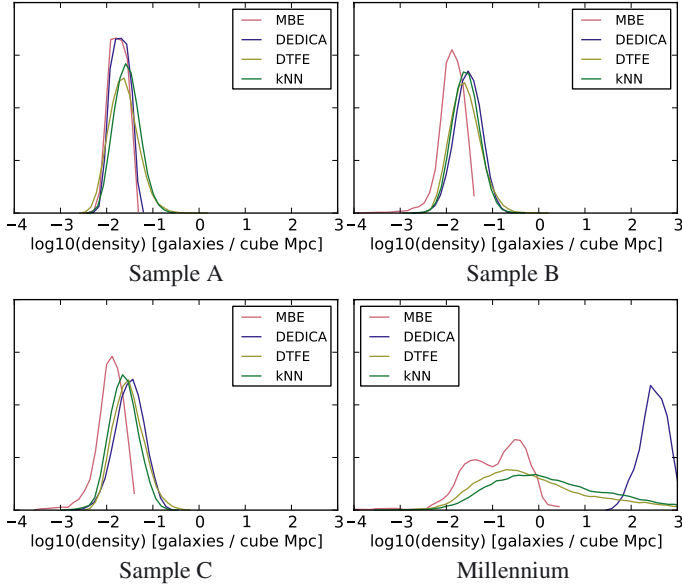 MBE
DEDICA
DTFE
kNN
−4 −3 −2 −1 0 1 2 3
log10(density) [galaxies / cube Mpc]
Sample A
MBE
DEDICA
DTFE
kNN
−4 −3 −2 −1 0 1 2 3
log10(density) [galaxies / cube Mpc]
Sample B
MBE
DEDICA
DTFE
kNN
−4 −3 −2 −1 0 1 2 3
log10(density) [galaxies / cube Mpc]
Sample C
MBE
DEDICA
DTFE
kNN
−4 −3 −2 −1 0 1 2 3
log10(density) [galaxies / cube Mpc]
Millennium